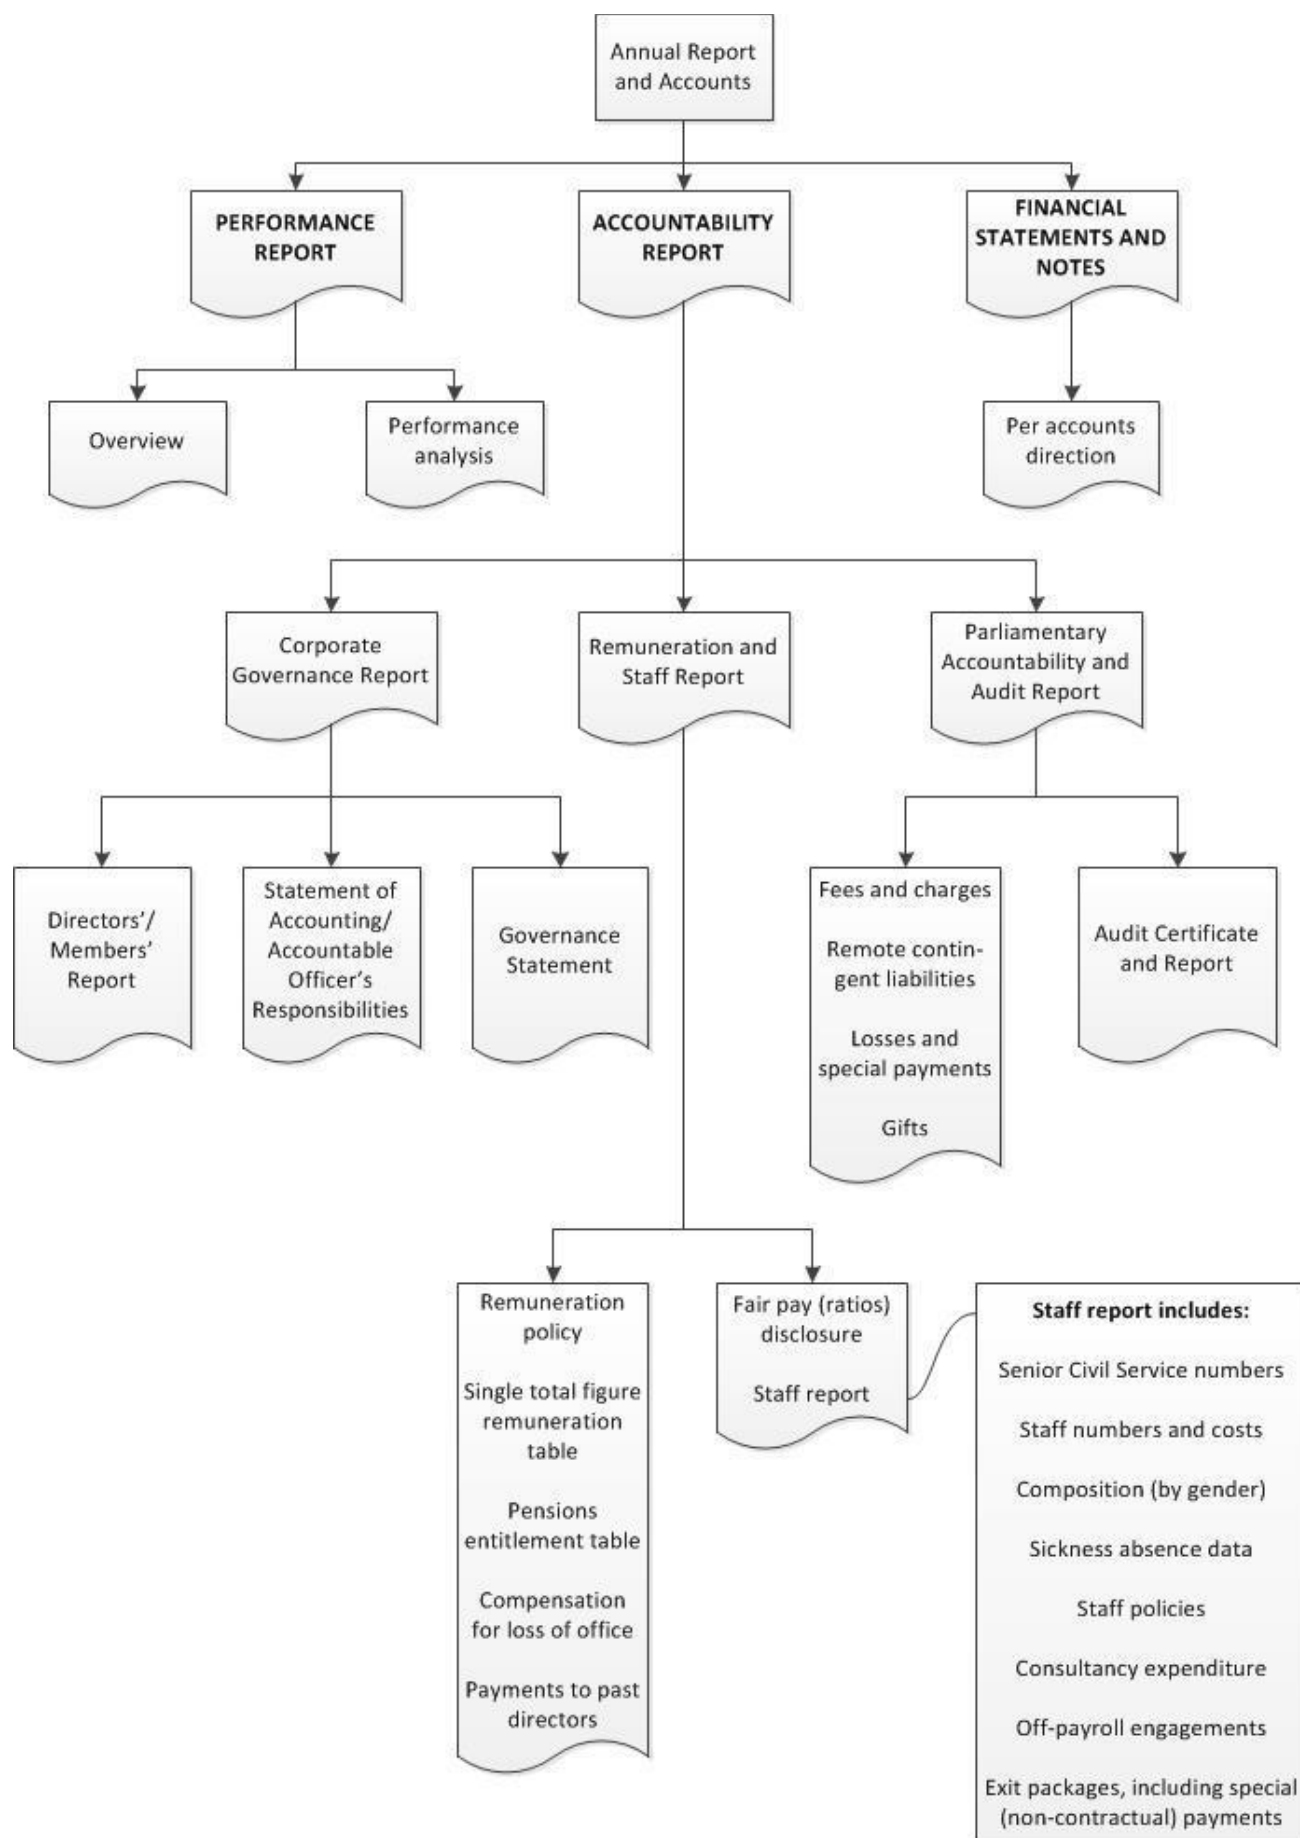 Annual Report
and Accounts
PERFORMANCE
REPORT
ACCOUNTABILITY
REPORT
FINANCIAL
STATEMENTS AND
NOTES
Overview
Performance
analysis
Per accounts
direction
Corporate
Governance Report
Remuneration and
Staff Report
Parliamentary
Accountability and
Audit Report
Directors’/
Members’
Report
Statement of
Accounting/
Accountable
Officer’s
Responsibilities
Governance
Statement
Fees and charges
Remote contin-
gent liabilities
Losses and
special payments
Gifts
Audit Certificate
and Report
Remuneration
policy
Single total figure
remuneration
table
Pensions
entitlement table
Compensation
for loss of office
Payments to past
directors
Fair pay (ratios)
disclosure
Staff report
Staff report includes:
Senior Civil Service numbers
Staff numbers and costs
Composition (by gender)
Sickness absence data
Staff policies
Consultancy expenditure
Off-payroll engagements
Exit packages, including special
(non-contractual) payments